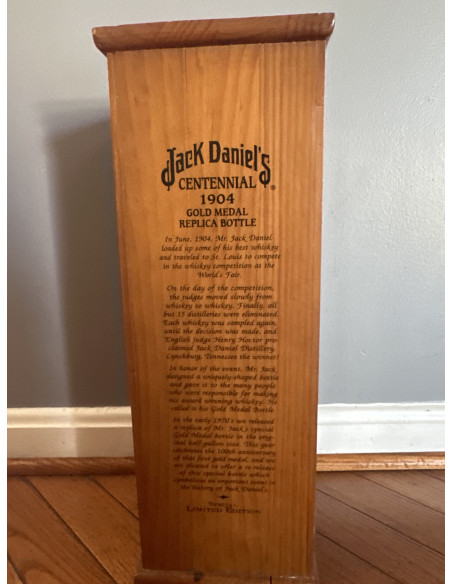 Jack Daniel's
CENTENNIAL ®
1904
GOLD MEDAL
REPLICA BOTTLE
In June, 1904, Mr. Jack Daniel
loaded up some of his best whiskey
and traveled to St. Louis to compete
in the whiskey competition at the
World's Fair.
On the day of the competition,
the judges moved slowly from
whiskey to whiskey. Finally, all
but 15 distilleries were eliminated.
Each whiskey was sampled again,
until the decision was made, and
English judge Henry Hector pro-
claimed Jack Daniel Distillery,
Lynchburg, Tennessee the winner!
In honor of the event, Mr. Jack
designed a uniquely-shaped bottle
and gave it to the many people
who were responsible for making
his award winning whiskey. He
called it his Gold Medal Bottle.
In the early 1970's we released
a replica of Mr. Jack's special
Gold Medal bottle in the orig-
inal half-gallon size. This year
celebrates the 100th anniversary
of that first gold medal, and we
are pleased to offer a re-release
of this special bottle which
symbolizes an important event in
the history of Jack Daniel's.
SPECIAL
LIMITED EDITION